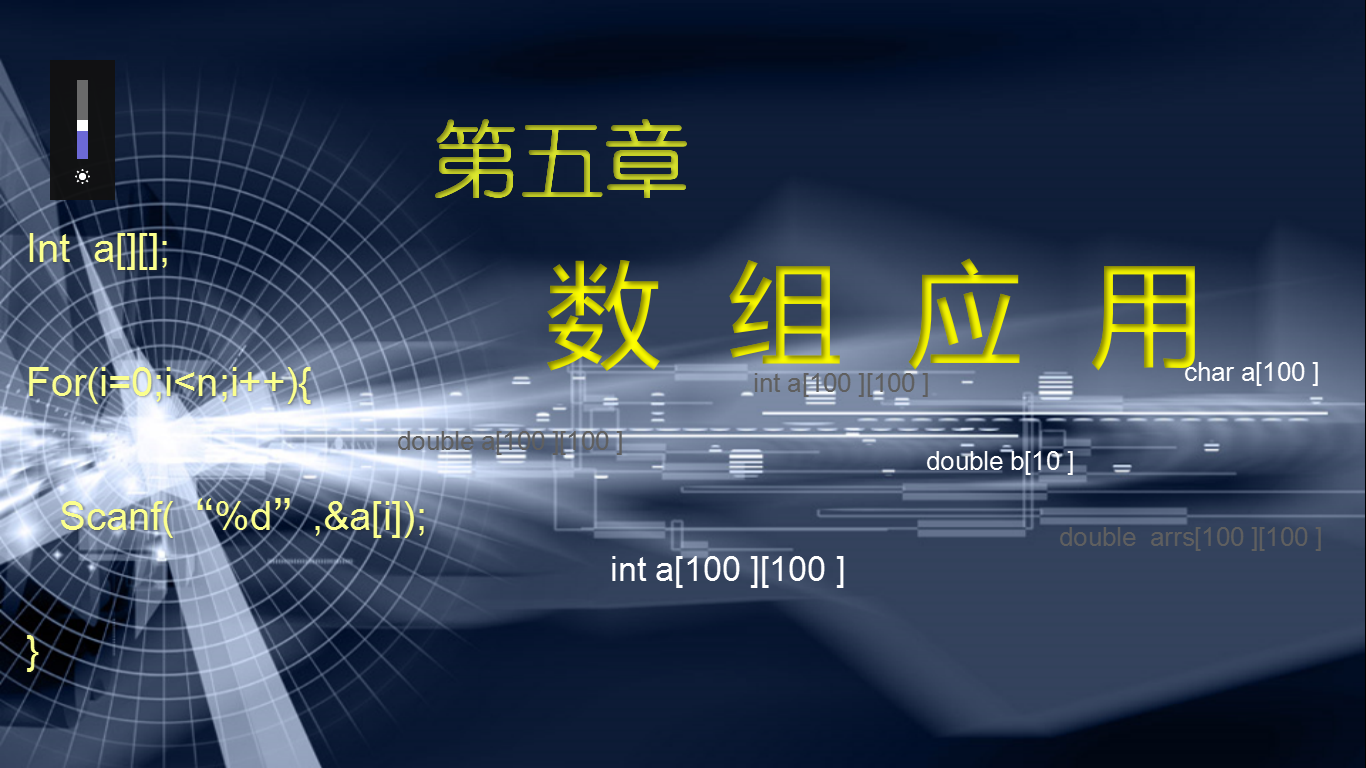 第五章
Int a[][];
数 组 应 用
For(i=0;i<n;i++){
char a[100 ]
int a[100 ][100 ]
double a[100 ][100 ]
double b[10 ]
Scanf( “%d” ,&a[i]);
double arrs[100 ][100 ]
int a[100 ][100 ]
}